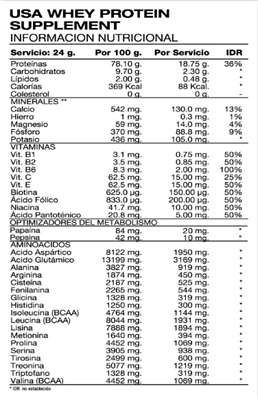 USA WHEY PROTEIN
SUPPLEMENT
INFORMACION NUTRICIONAL
Servicio: 24 g. Por 100 g. Por Servicio IDR
Proteínas 78.10 g. 18.75 g. 36%
Carbohidratos 9.70 g. 2.30 g. *
Lípidos 2.00 g. 0.48 g. *
Calorías 369 Kcal 88 Kcal. *
Colesterol 0 g. 0 g. -
MINERALES **
Calcio 542 mg. 130.0 mg. 13%
Hierro 1 mg. 0.3 mg. 1%
Magnesio 59 mg. 14.0 mg. 4%
Fósforo 370 mg. 88.8 mg. 9%
Potasio 436 mg. 105.0 mg. *
VITAMINAS
Vit. B1 3.1 mg. 0.75 mg. 50%
Vit. B2 3.5 mg. 0.85 mg. 50%
Vit. B6 8.3 mg. 2.00 mg. 100%
Vit. C 62.5 mg. 15.00 mg. 25%
Vit. E 62.5 mg. 15.00 mg. 50%
Biotina 625.0 µg. 150.00 µg. 50%
Ácido Fólico 833.0 µg. 200.00 µg. 50%
Niacina 41.7 mg. 10.00 mg. 50%
Ácido Pantoténico 20.8 mg. 5.00 mg. 50%
OPTIMIZADORES DEL METABOLISMO
Papaína 84 mg. 20 mg. *
Pepsina 42 mg. 10 mg. *
AMINOACIDOS
Ácido Aspártico 8122 mg. 1950 mg. *
Ácido Glutámico 13199 mg. 3169 mg. *
Alanina 3827 mg. 919 mg. *
Arginina 1874 mg. 450 mg. *
Cisteína 2187 mg. 525 mg. *
Fenilanina 2265 mg. 544 mg. *
Glicina 1328 mg. 319 mg. *
Histidina 1250 mg. 300 mg. *
Isoleucina (BCAA) 4764 mg. 1144 mg. *
Leucina (BCAA) 8044 mg. 1931 mg. *
Lisina 7888 mg. 1894 mg. *
Metionina 1640 mg. 394 mg. *
Prolina 4452 mg. 1069 mg. *
Serina 3905 mg. 938 mg. *
Tirosina 2499 mg. 600 mg. *
Treonina 5077 mg. 1219 mg. *
Triptofano 1328 mg. 319 mg. *
Valina (BCAA) 4452 mg. 1069 mg. *
* IDR no establecido